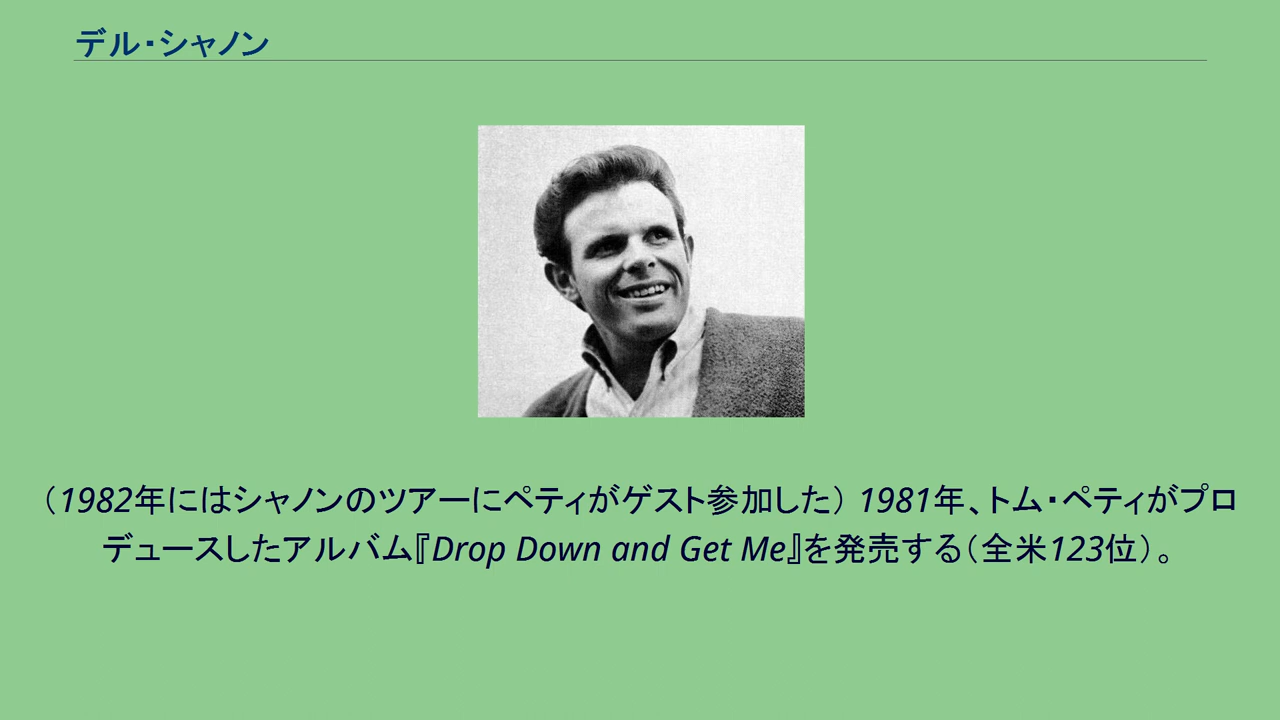 デル・シャノン
（1982年にはシャノンのツアーにペティがゲスト参加した） 1981年、トム・ペティがプロ
デュースしたアルバム『Drop Down and Get Me』を発売する（全米123位）。